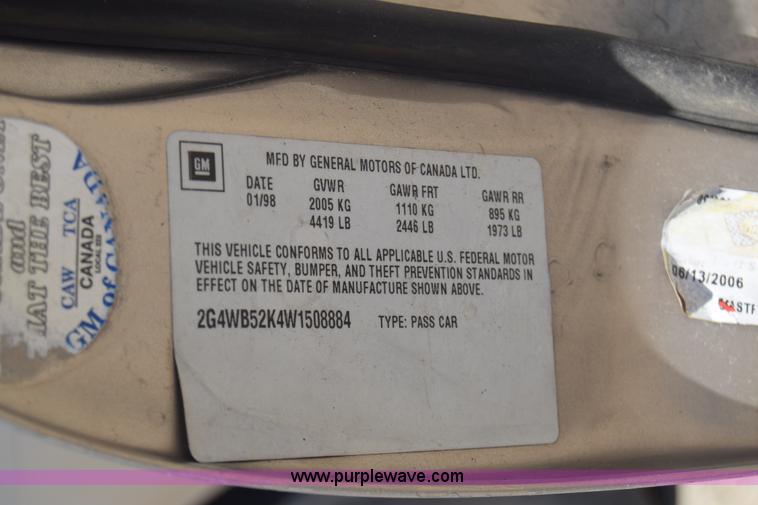 GM
MFD BY GENERAL MOTORS OF CANADA LTD.
DATE GVWR GAWR FRT GAWR RR
01/98 2005 KG 1110 KG 895 KG
4419 LB 2446 LB 1973 LB
THIS VEHICLE CONFORMS TO ALL APPLICABLE U.S. FEDERAL MOTOR
VEHICLE SAFETY, BUMPER, AND THEFT PREVENTION STANDARDS IN
EFFECT ON THE DATE OF MANUFACTURE SHOWN ABOVE.
2G4WB52K4W1508884 TYPE: PASS CAR
and
IAT THE BEST
CAW TCA
CANADA
GM of CANADA
06/13/2006
www.purplewave.com